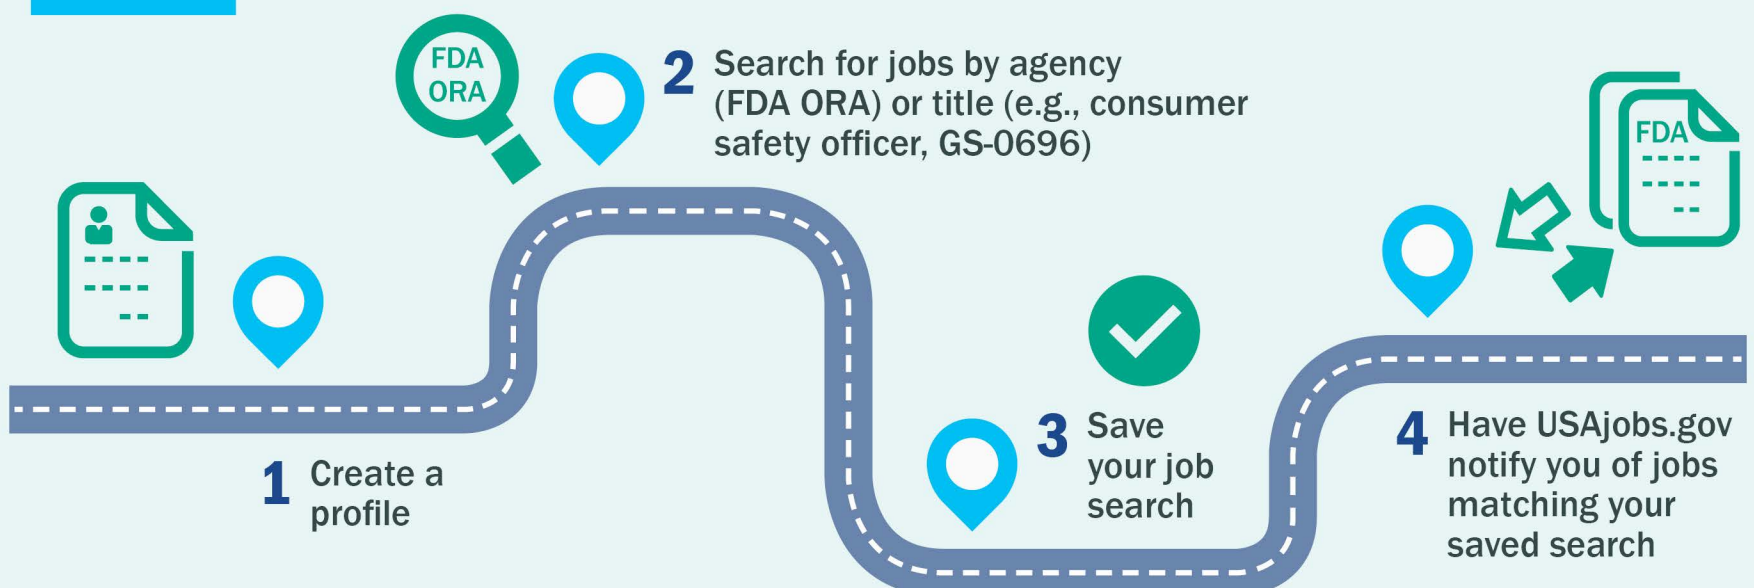 FDA
ORA
2 Search for jobs by agency
(FDA ORA) or title (e.g., consumer
safety officer, GS-0696)
FDA
1 Create a
profile
3 Save
your job
search
4 Have USAjobs.gov
notify you of jobs
matching your
saved search